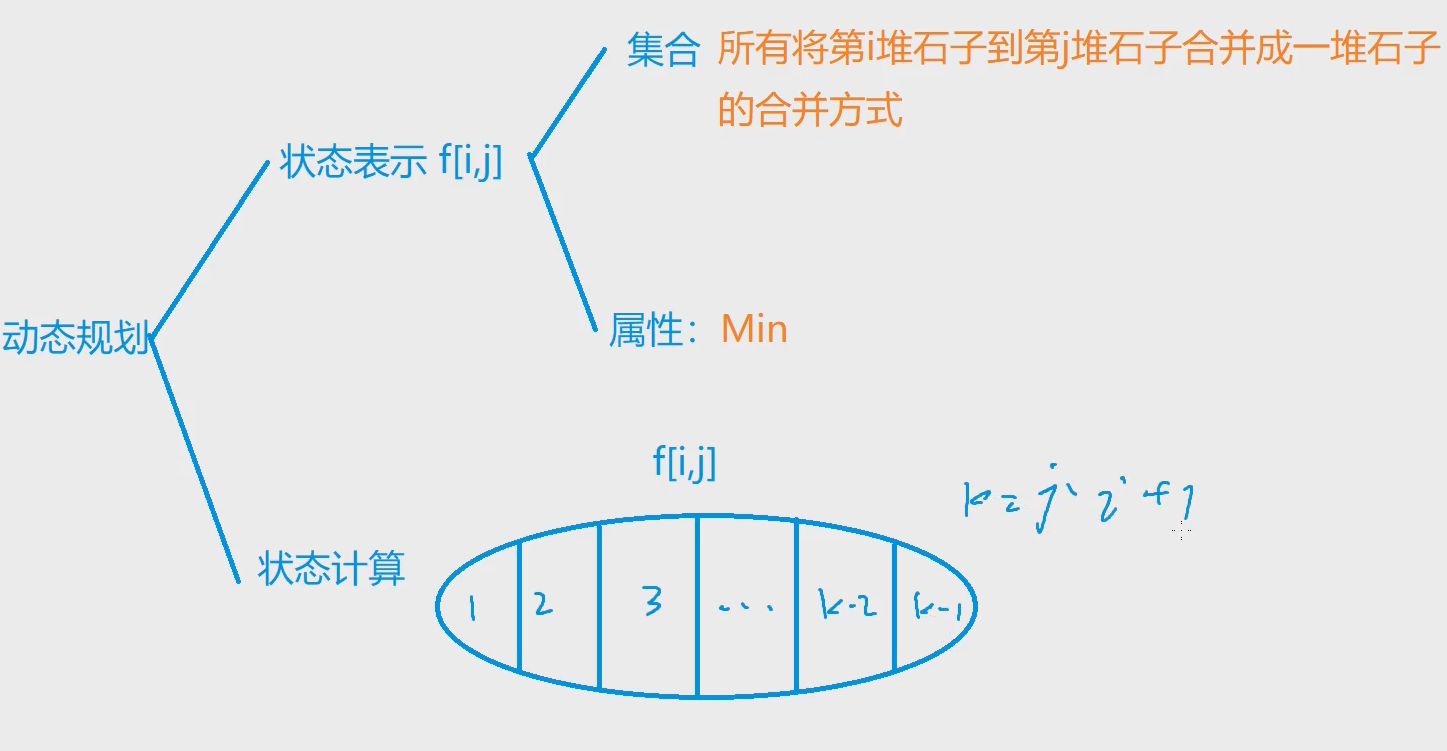 集合 所有将第i堆石子到第j堆石子合并成一堆石子
的合并方式
状态表示 f[i,j]
动态规划
属性：Min
f[i,j]
k = j - i + 1
状态计算
1 2 3 ... k-2 k-1